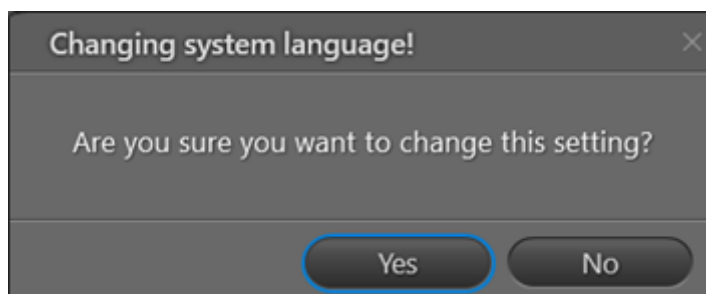 Changing system language!
Are you sure you want to change this setting?
Yes No